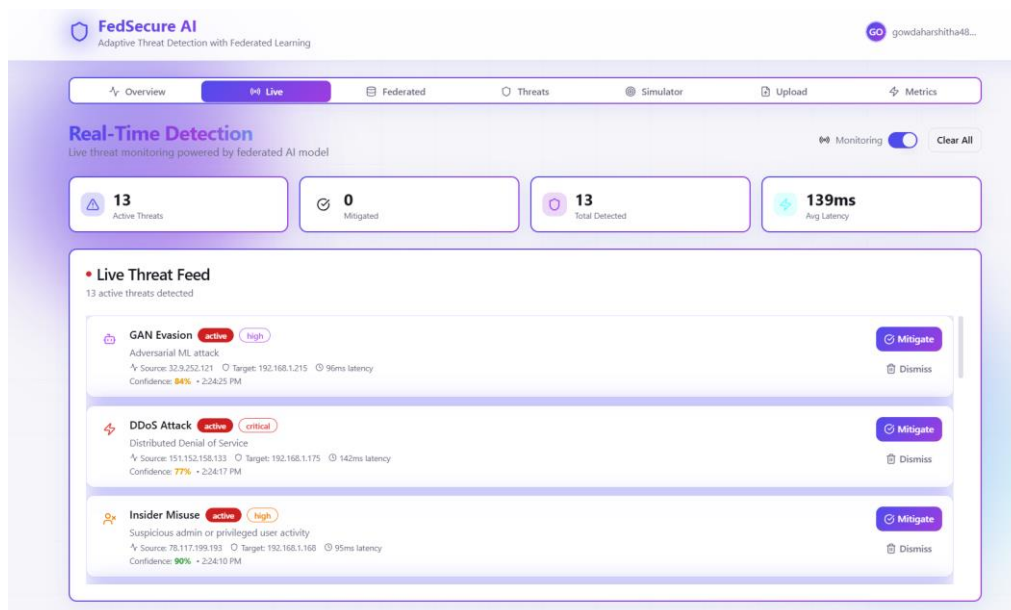 FedSecure AI
Adaptive Threat Detection with Federated Learning
GO gowdaharshitha48...
Overview Live Federated Threats Simulator Upload Metrics
Real-Time Detection
Live threat monitoring powered by federated AI model
Monitoring Clear All
13
Active Threats
0
Mitigated
13
Total Detected
139ms
Avg Latency
Live Threat Feed
13 active threats detected
GAN Evasion active high
Adversarial ML attack
Source: 32.9.252.121 Target: 192.168.1.215 96ms latency
Confidence: 84% • 2:24:25 PM
Mitigate
Dismiss
DDoS Attack active critical
Distributed Denial of Service
Source: 151.152.158.133 Target: 192.168.1.175 142ms latency
Confidence: 77% • 2:24:17 PM
Mitigate
Dismiss
Insider Misuse active high
Suspicious admin or privileged user activity
Source: 78.117.199.193 Target: 192.168.1.168 95ms latency
Confidence: 90% • 2:24:10 PM
Mitigate
Dismiss